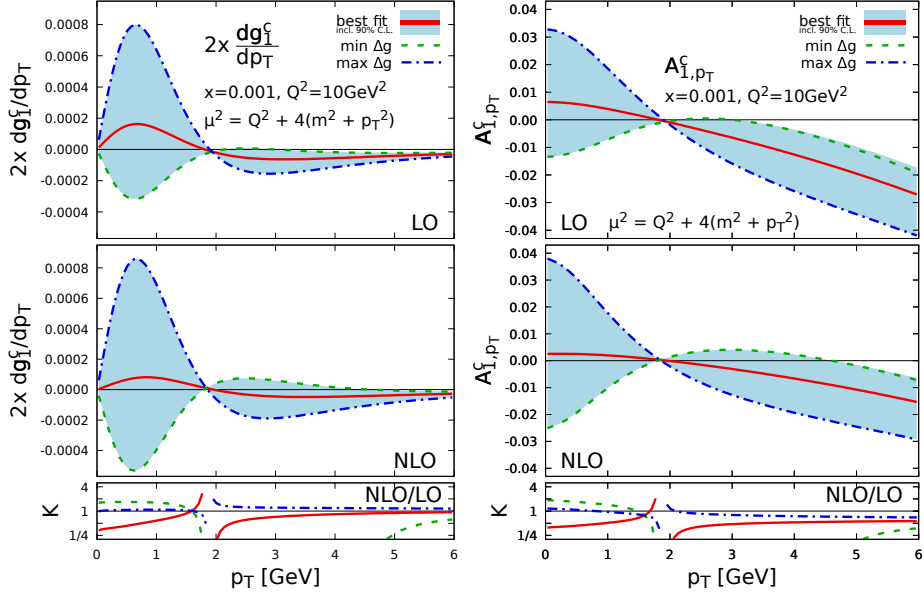 best fit
incl. 90% C.L.
min Δg
max Δg
2x dg₁ᶜ/dp_T
x=0.001, Q²=10GeV²
μ² = Q² + 4(m² + p_T²)
0.0008
0.0006
0.0004
0.0002
0.0000
-0.0002
-0.0004
2x dg₁ᶜ/dp_T
LO
best fit
incl. 90% C.L.
min Δg
max Δg
Aᶜ₁,p_T
x=0.001, Q²=10GeV²
0.04
0.03
0.02
0.01
0.00
-0.01
0.02
0.03
0.04
Aᶜ₁,p_T
LO
μ² = Q² + 4(m² + p_T²)
0.0008
0.0006
0.0004
0.0002
0.0000
-0.0002
-0.0004
2x dg₁ᶜ/dp_T
NLO
0.04
0.03
0.02
0.01
0.00
-0.01
-0.02
-0.03
-0.04
Aᶜ₁,p_T
NLO
4
1
1/4
K
NLO/LO
0 1 2 3 4 5 6
p_T [GeV]
4
1
1/4
K
NLO/LO
0 1 2 3 4 5 6
p_T [GeV]